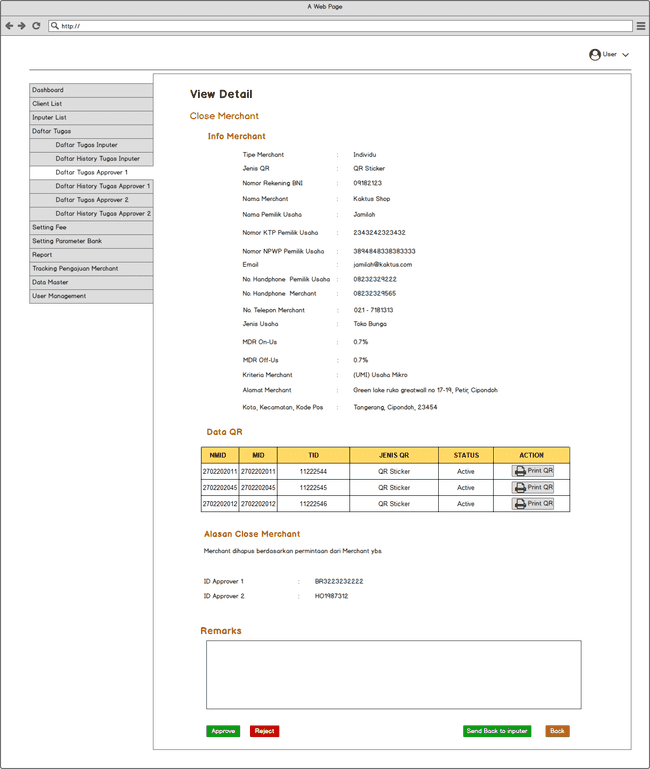 A Web Page
http://
User
Dashboard
Client List
Inputer List
Daftar Tugas
Daftar Tugas Inputer
Daftar History Tugas Inputer
Daftar Tugas Approver 1
Daftar History Tugas Approver 1
Daftar Tugas Approver 2
Daftar History Tugas Approver 2
Setting Fee
Setting Parameter Bank
Report
Tracking Pengajuan Merchant
Data Master
User Management
View Detail
Close Merchant
Info Merchant
Tipe Merchant : Individu
Jenis QR : QR Sticker
Nomor Rekening BNI : 09182123
Nama Merchant : Kaktus Shop
Nama Pemilik Usaha : Jamilah
Nomor KTP Pemilik Usaha : 2343242323432
Nomor NPWP Pemilik Usaha : 3894848338383333
Email : jamilah@kaktus.com
No. Handphone Pemilik Usaha : 08232329222
No. Handphone Merchant : 08232329565
No. Telepon Merchant : 021 - 7181313
Jenis Usaha : Toko Bunga
MDR On-Us : 0.7%
MDR Off-Us : 0.7%
Kriteria Merchant : (UMI) Usaha Mikro
Alamat Merchant : Green lake ruko greatwall no 17-19, Petir, Cipondoh
Kota, Kecamatan, Kode Pos : Tangerang, Cipondoh, 23454
Data QR
NMID MID TID JENIS QR STATUS ACTION
2702202011 2702202011 11222544 QR Sticker Active Print QR
2702202045 2702202045 11222545 QR Sticker Active Print QR
2702202012 2702202012 11222546 QR Sticker Active Print QR
Alasan Close Merchant
Merchant dihapus berdasarkan permintaan dari Merchant ybs
ID Approver 1 : BR3223232222
ID Approver 2 : HO1987312
Remarks
Approve Reject Send Back to inputer Back